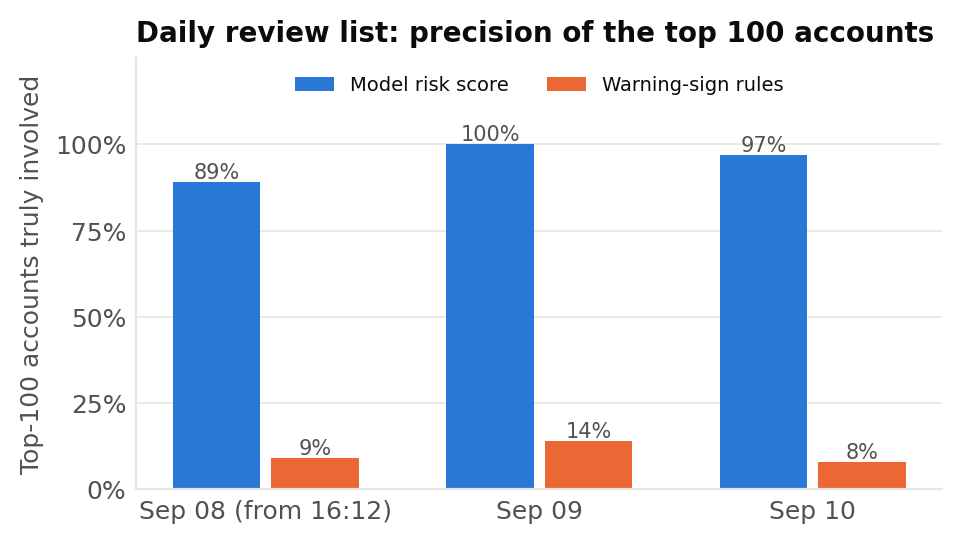 Daily review list: precision of the top 100 accounts
Model risk score
Warning-sign rules
Top-100 accounts truly involved
100%
75%
50%
25%
0%
89%
9%
100%
14%
97%
8%
Sep 08 (from 16:12)
Sep 09
Sep 10